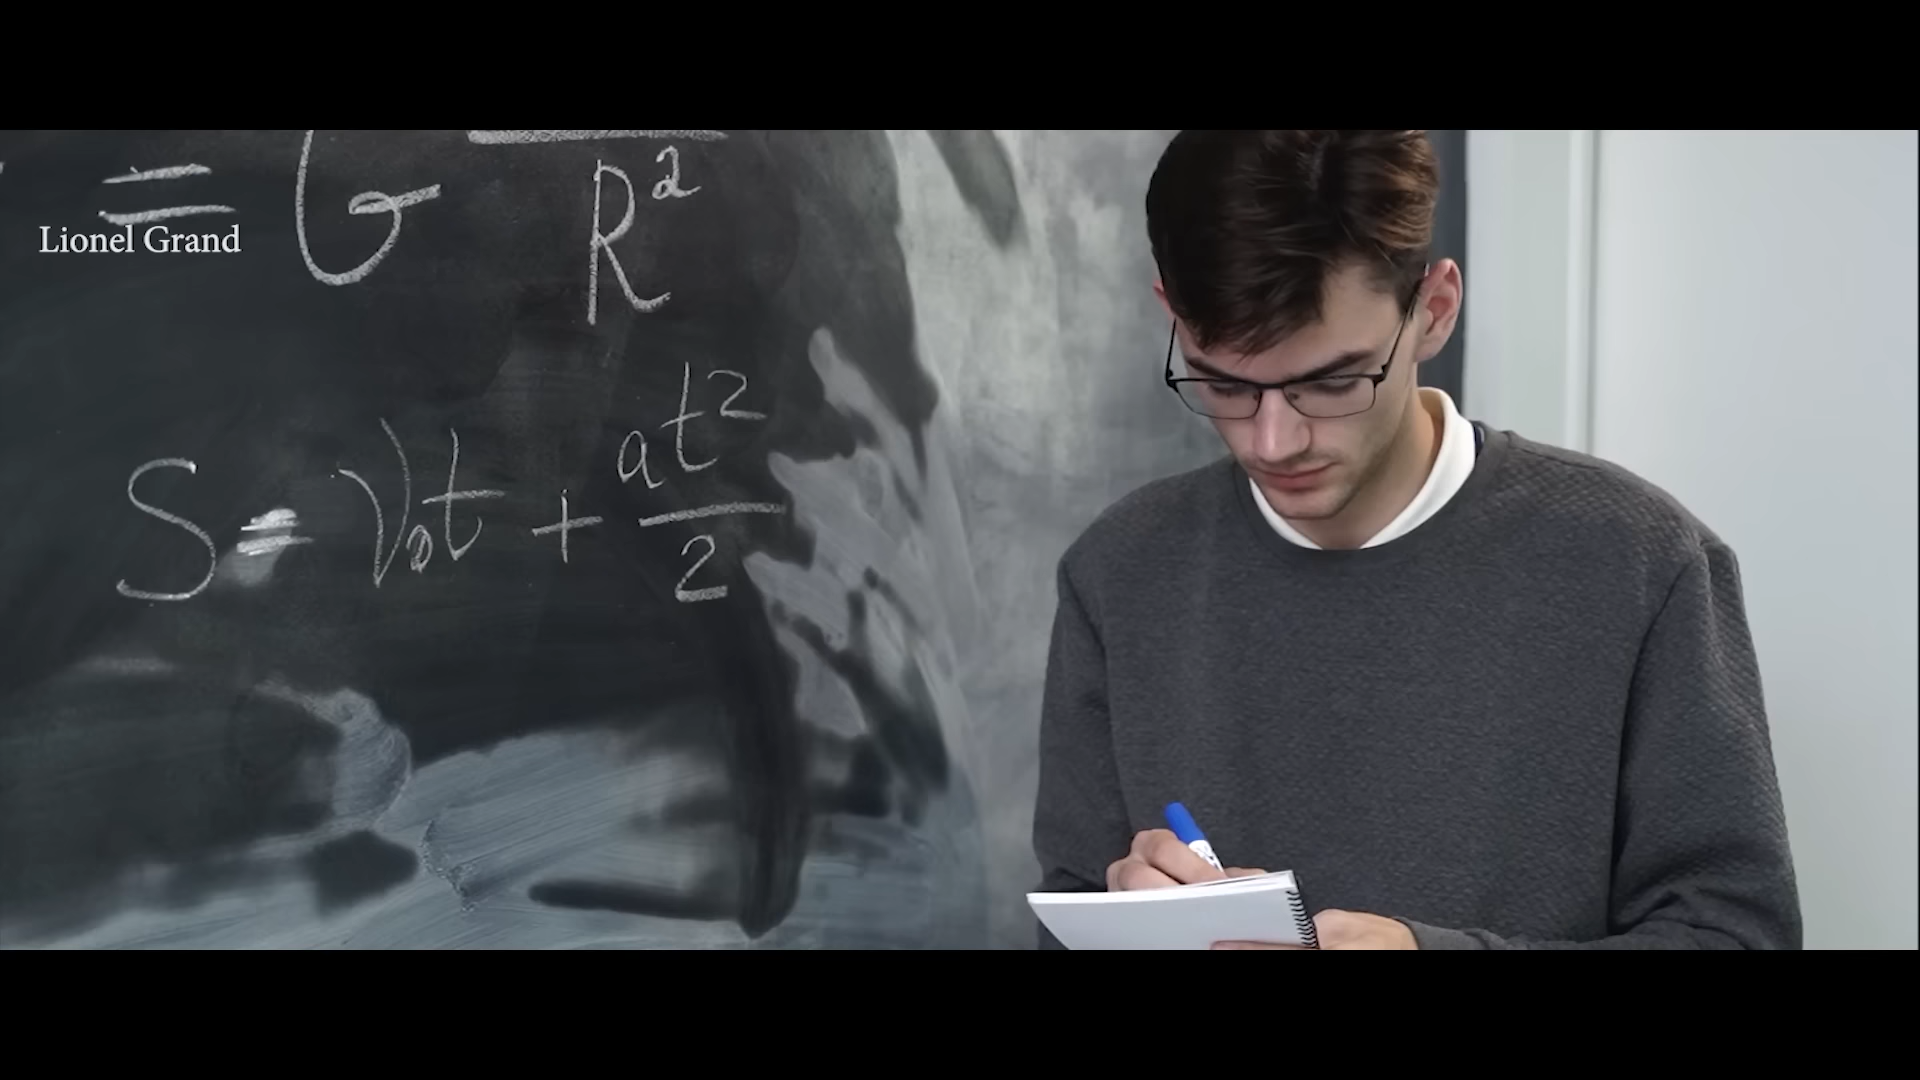 = G / R²
Lionel Grand
S = V₀t + at² / 2